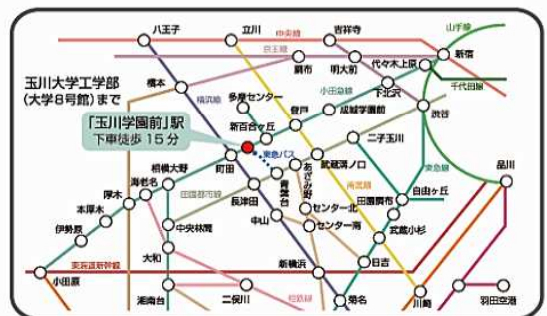 八王子
立川
中央線
吉祥寺
山手線
京王線
調布
明大前
代々木上原
新宿
千代田線
玉川大学工学部
(大学8号館)まで
橋本
横浜線
多摩センター
小田急線
下北沢
「玉川学園前」駅
下車徒歩15分
新百合ヶ丘
登戸
成城学園前
渋谷
二子玉川
東急バス
武蔵溝ノ口
町田
相模大野
海老名
厚木
本厚木
伊勢原
小田原
田園都市線
長津田
青葉台
あざみ野
南武線
田園調布
自由ヶ丘
東急線
品川
中央林間
中山
センター北
センター南
武蔵小杉
大和
新横浜
日吉
東海道新幹線
湘南台
二俣川
相鉄線
菊名
川崎
羽田空港